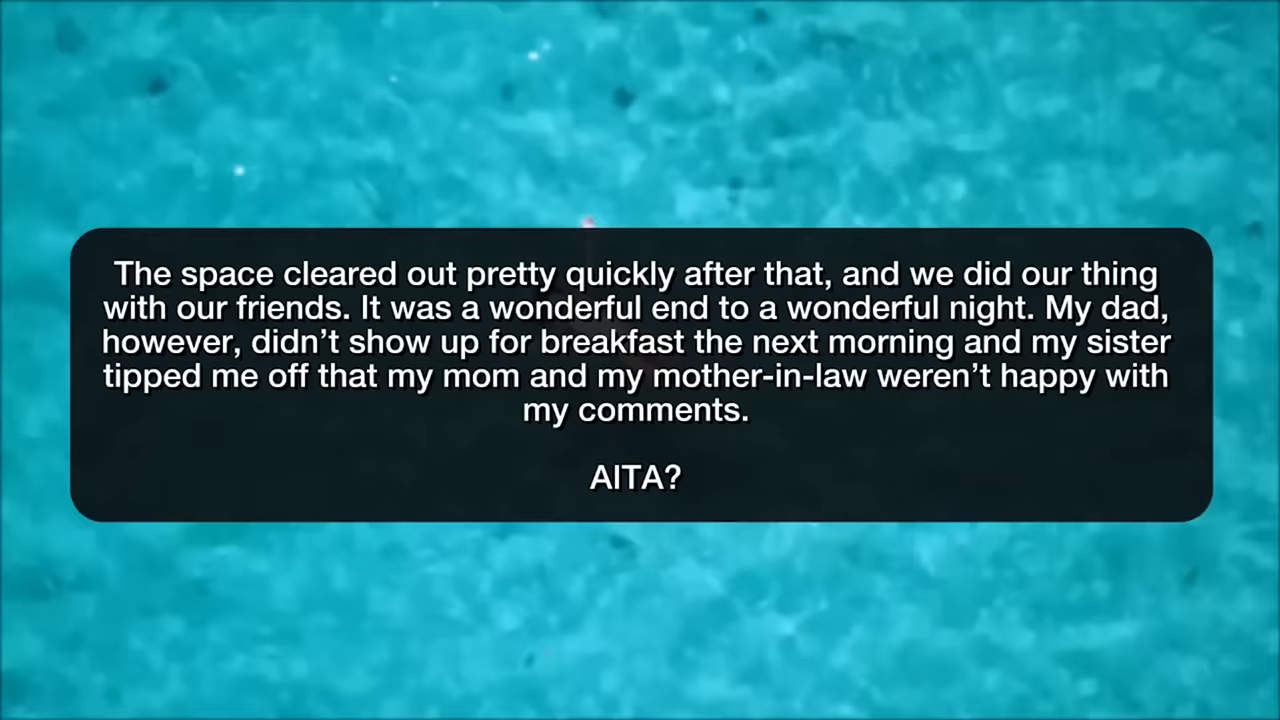 The space cleared out pretty quickly after that, and we did our thing
with our friends. It was a wonderful end to a wonderful night. My dad,
however, didn’t show up for breakfast the next morning and my sister
tipped me off that my mom and my mother-in-law weren’t happy with
my comments.
AITA?